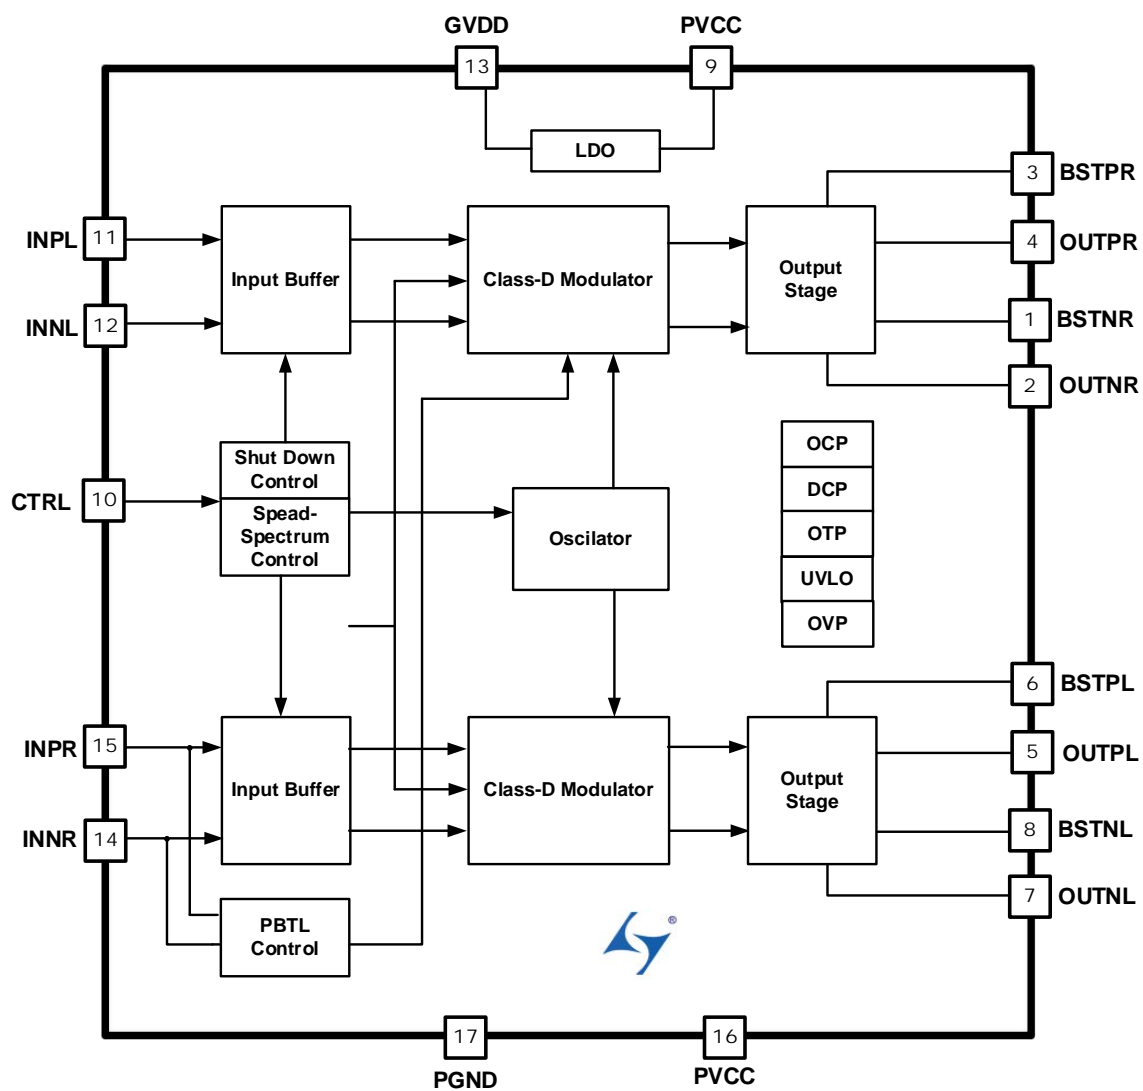 GVDD
PVCC
13
9
LDO
3
BSTPR
INPL
11
4
OUTPR
Input Buffer
Class-D Modulator
Output
Stage
INNL
12
1
BSTNR
2
OUTNR
OCP
Shut Down
Control
DCP
CTRL
10
Spead-
Spectrum
Control
Oscilator
OTP
UVLO
OVP
6
BSTPL
INPR
15
5
OUTPL
Input Buffer
Class-D Modulator
Output
Stage
INNR
14
8
BSTNL
7
OUTNL
PBTL
Control
®
17
16
PGND
PVCC